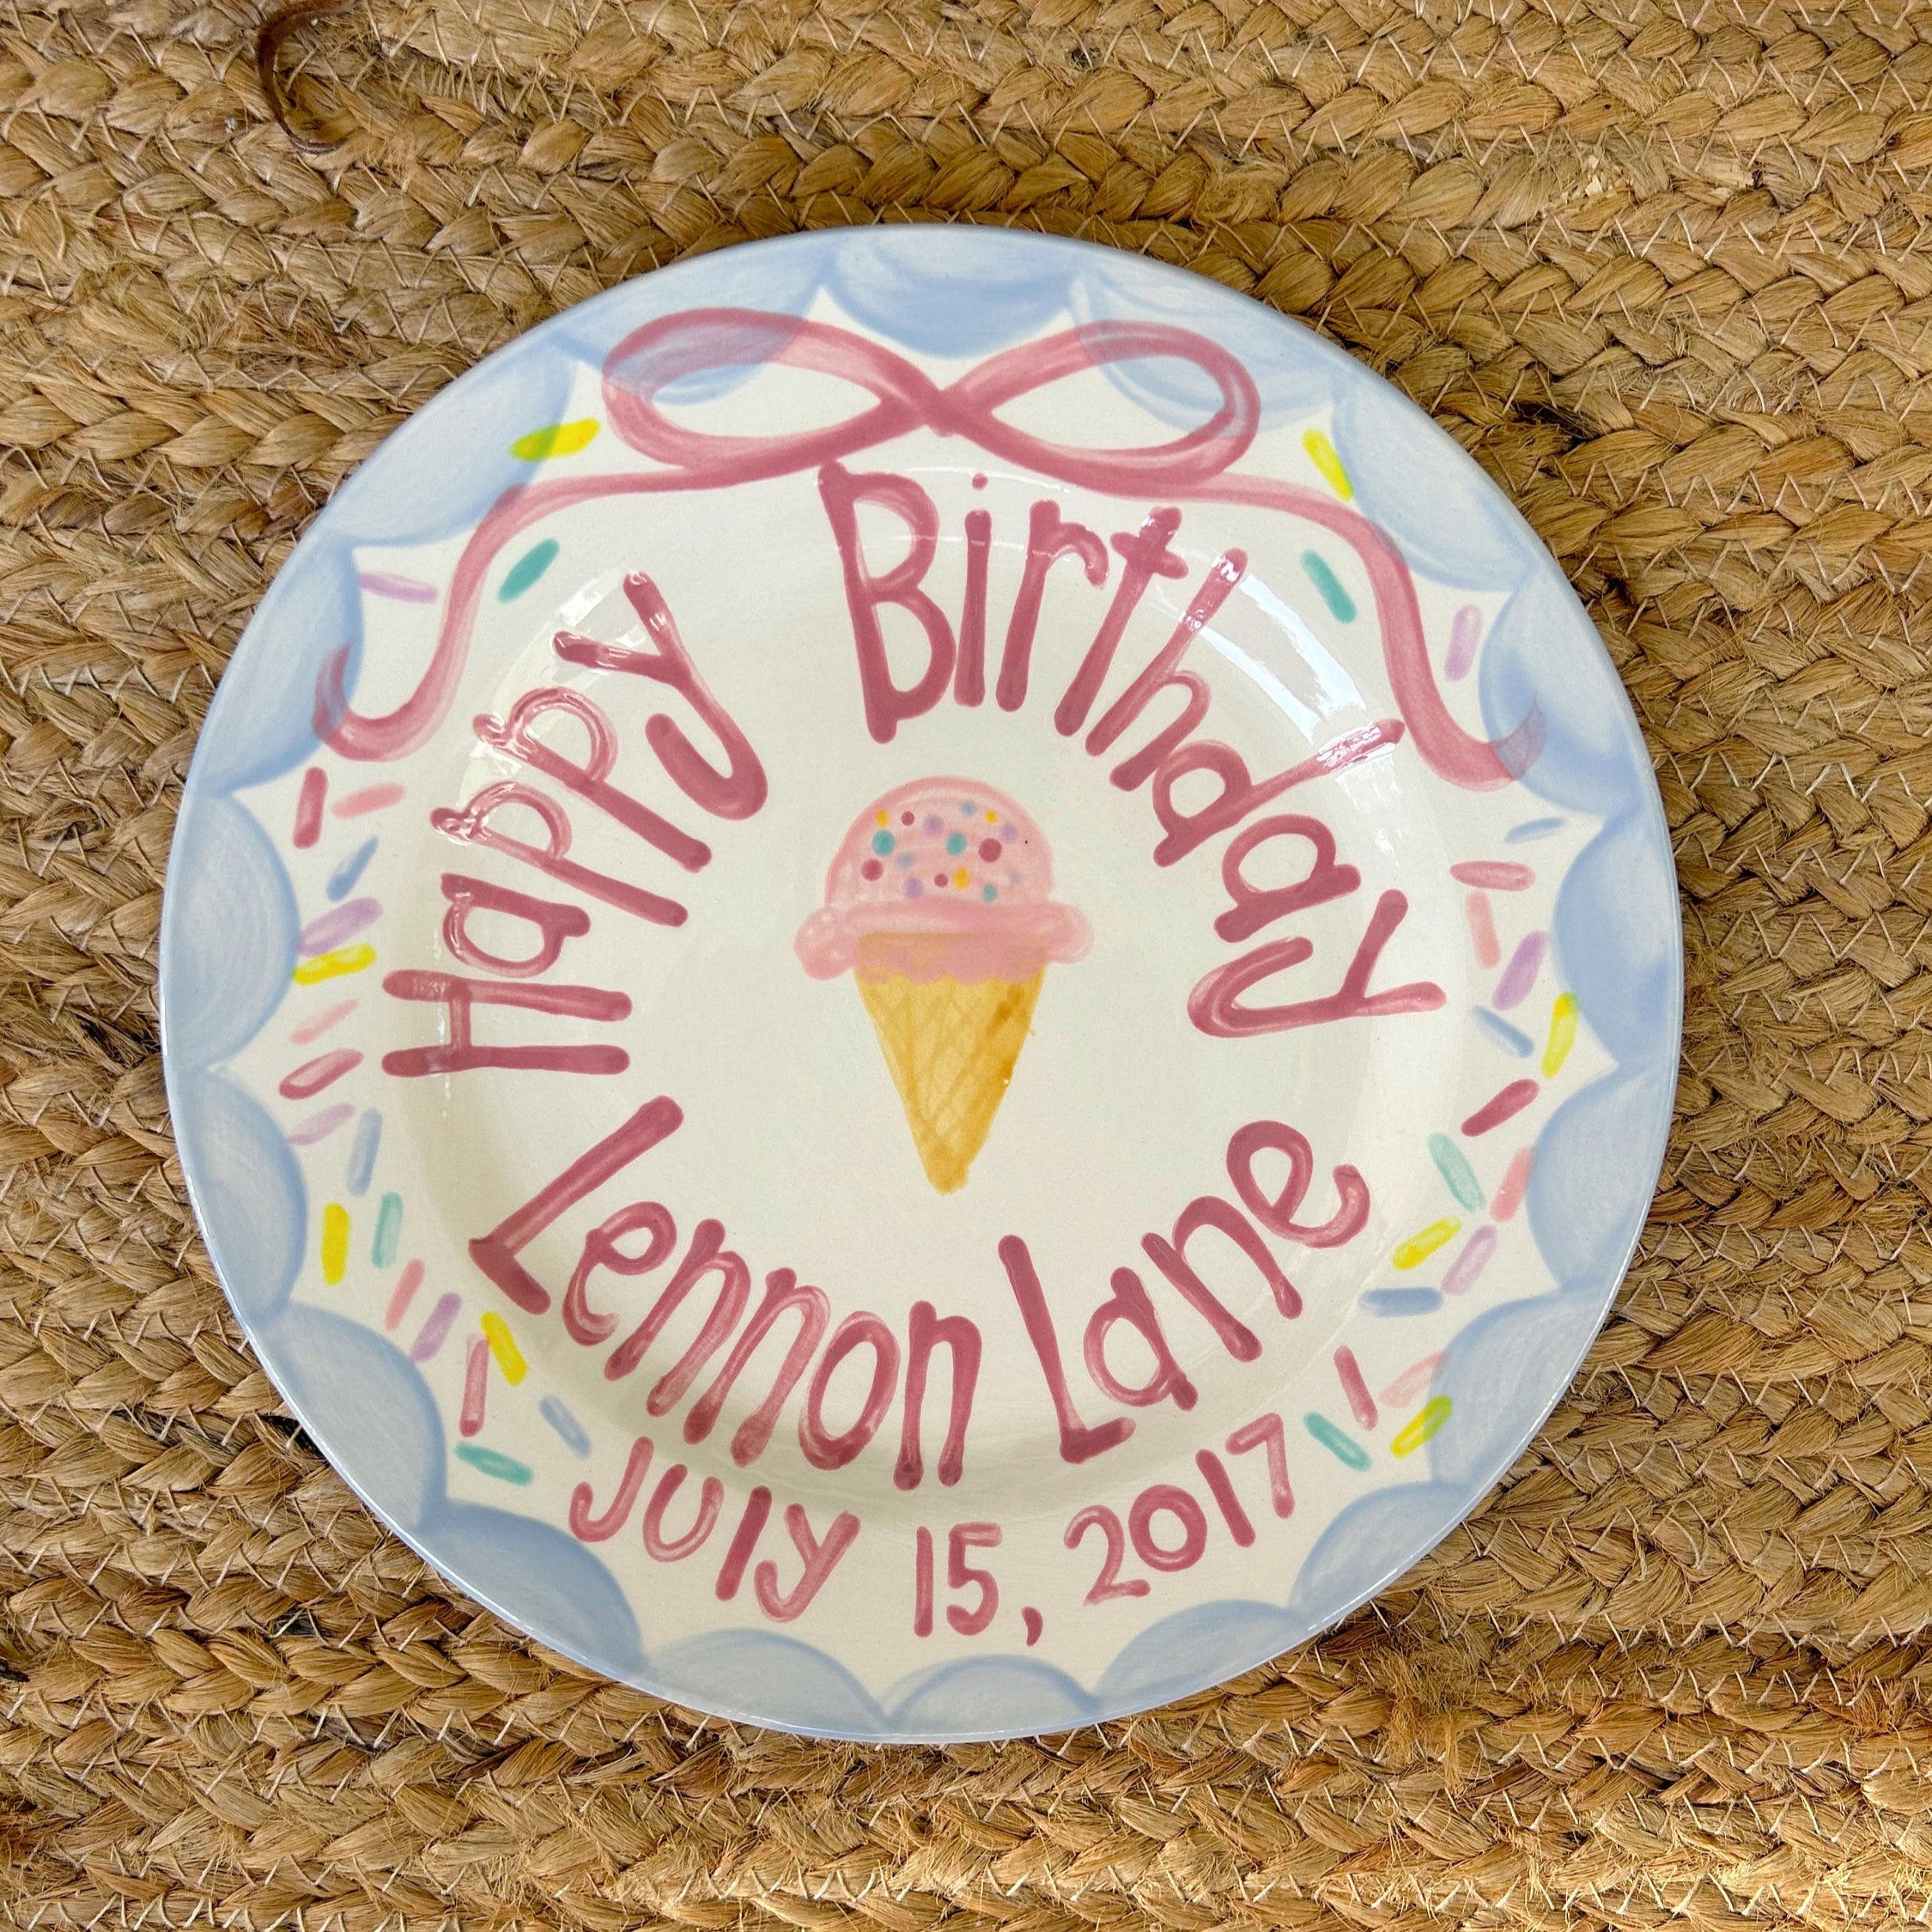 Happy Birthday
Lennon Lane
July 15, 2017